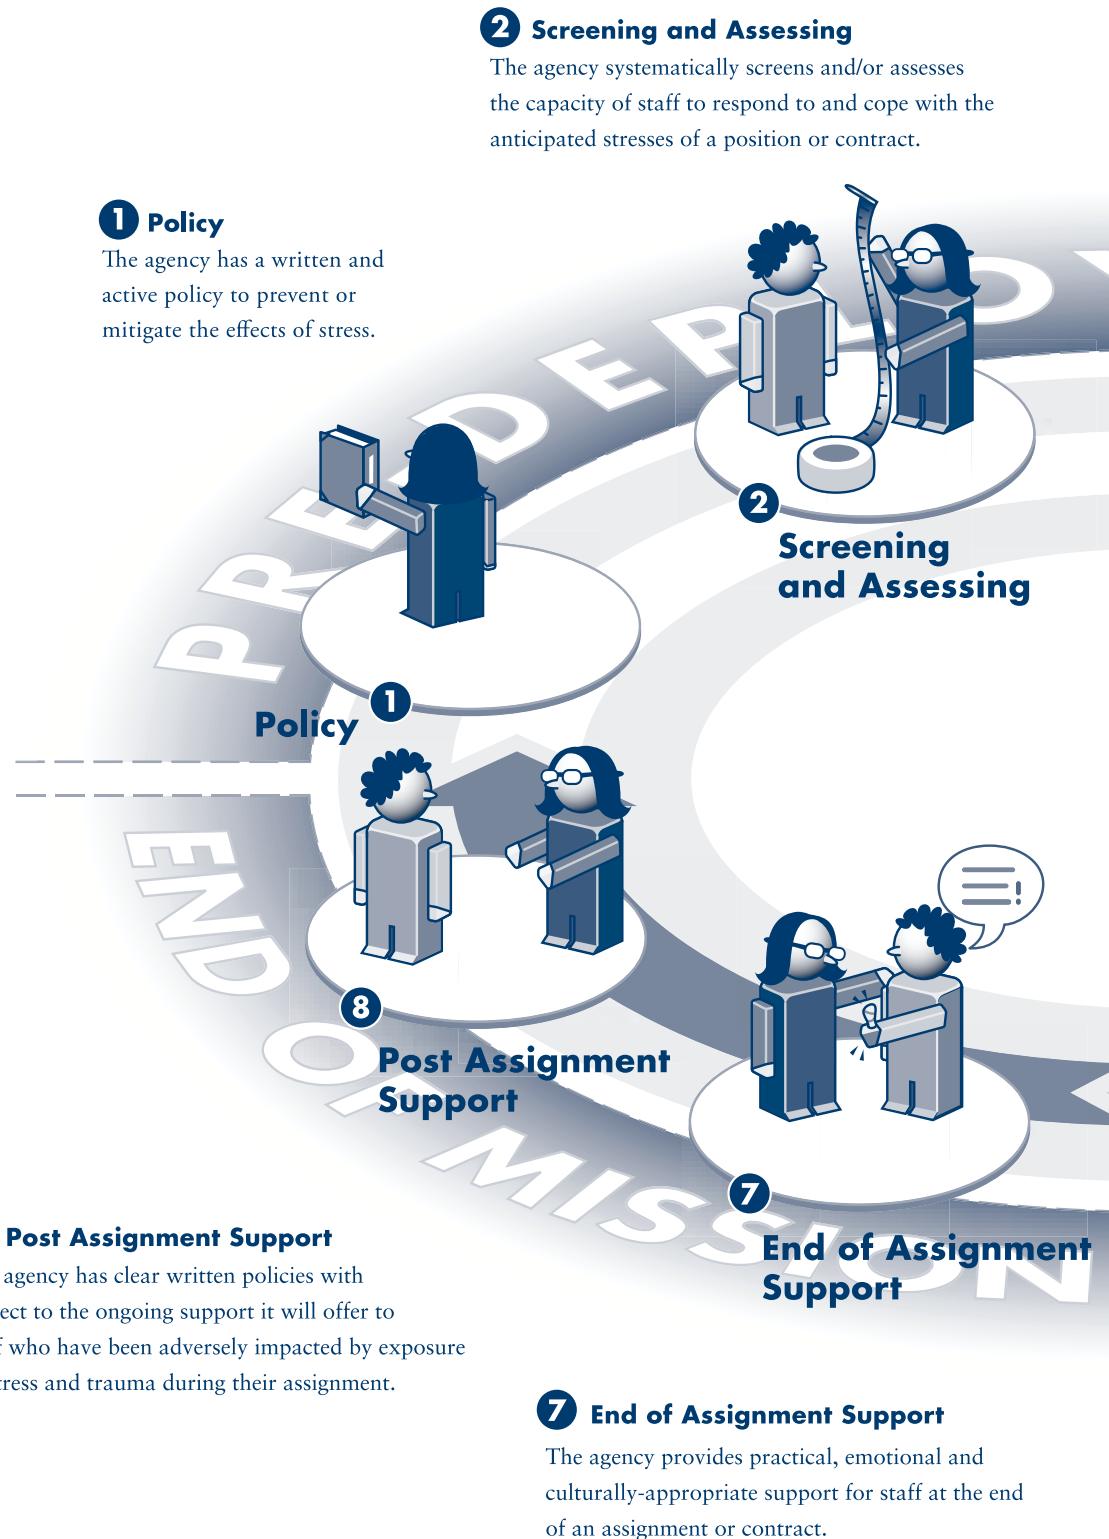 2 Screening and Assessing
The agency systematically screens and/or assesses
the capacity of staff to respond to and cope with the
anticipated stresses of a position or contract.
1 Policy
The agency has a written and
active policy to prevent or
mitigate the effects of stress.
PRE-DEPLOY
2
Screening
and Assessing
1
Policy
END OF MISSION
8
Post Assignment
Support
7
End of Assignment
Support
Post Assignment Support
agency has clear written policies with
to the ongoing support it will offer to
who have been adversely impacted by exposure
and trauma during their assignment.
7 End of Assignment Support
The agency provides practical, emotional and
culturally-appropriate support for staff at the end
of an assignment or contract.